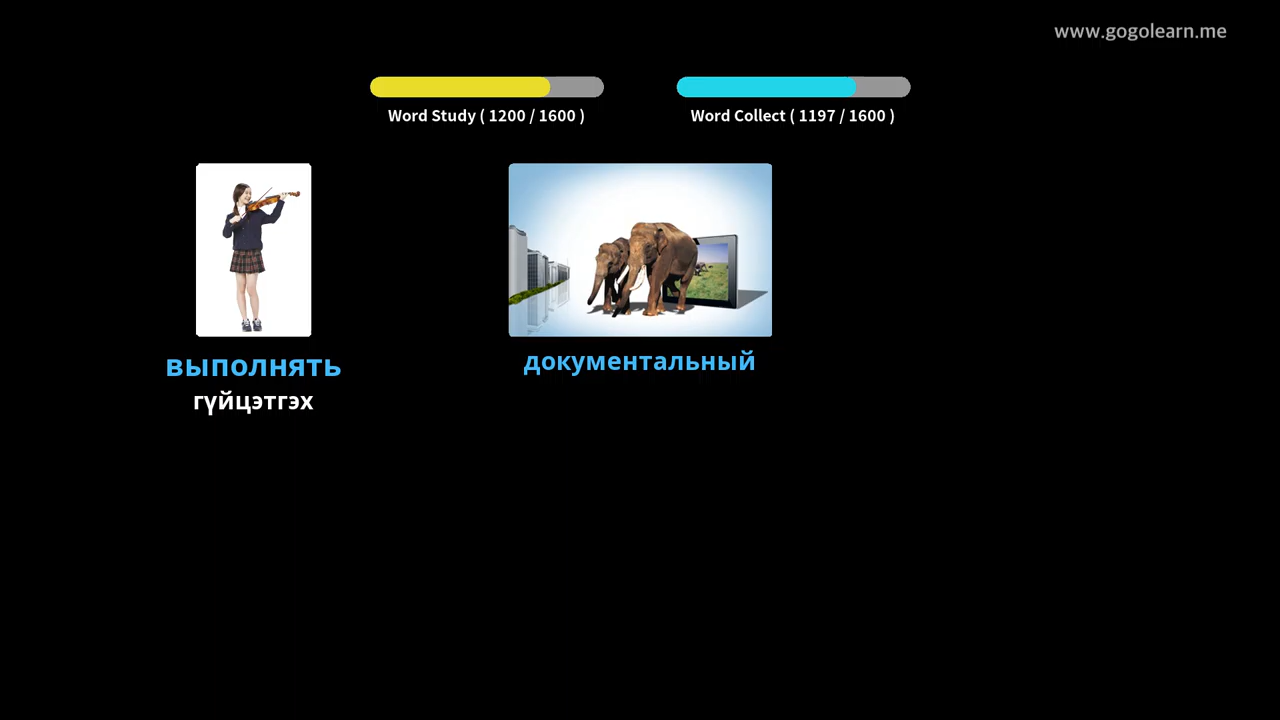 www.gogolearn.me
Word Study ( 1200 / 1600 )
Word Collect ( 1197 / 1600 )
выполнять
гүйцэтгэх
документальный